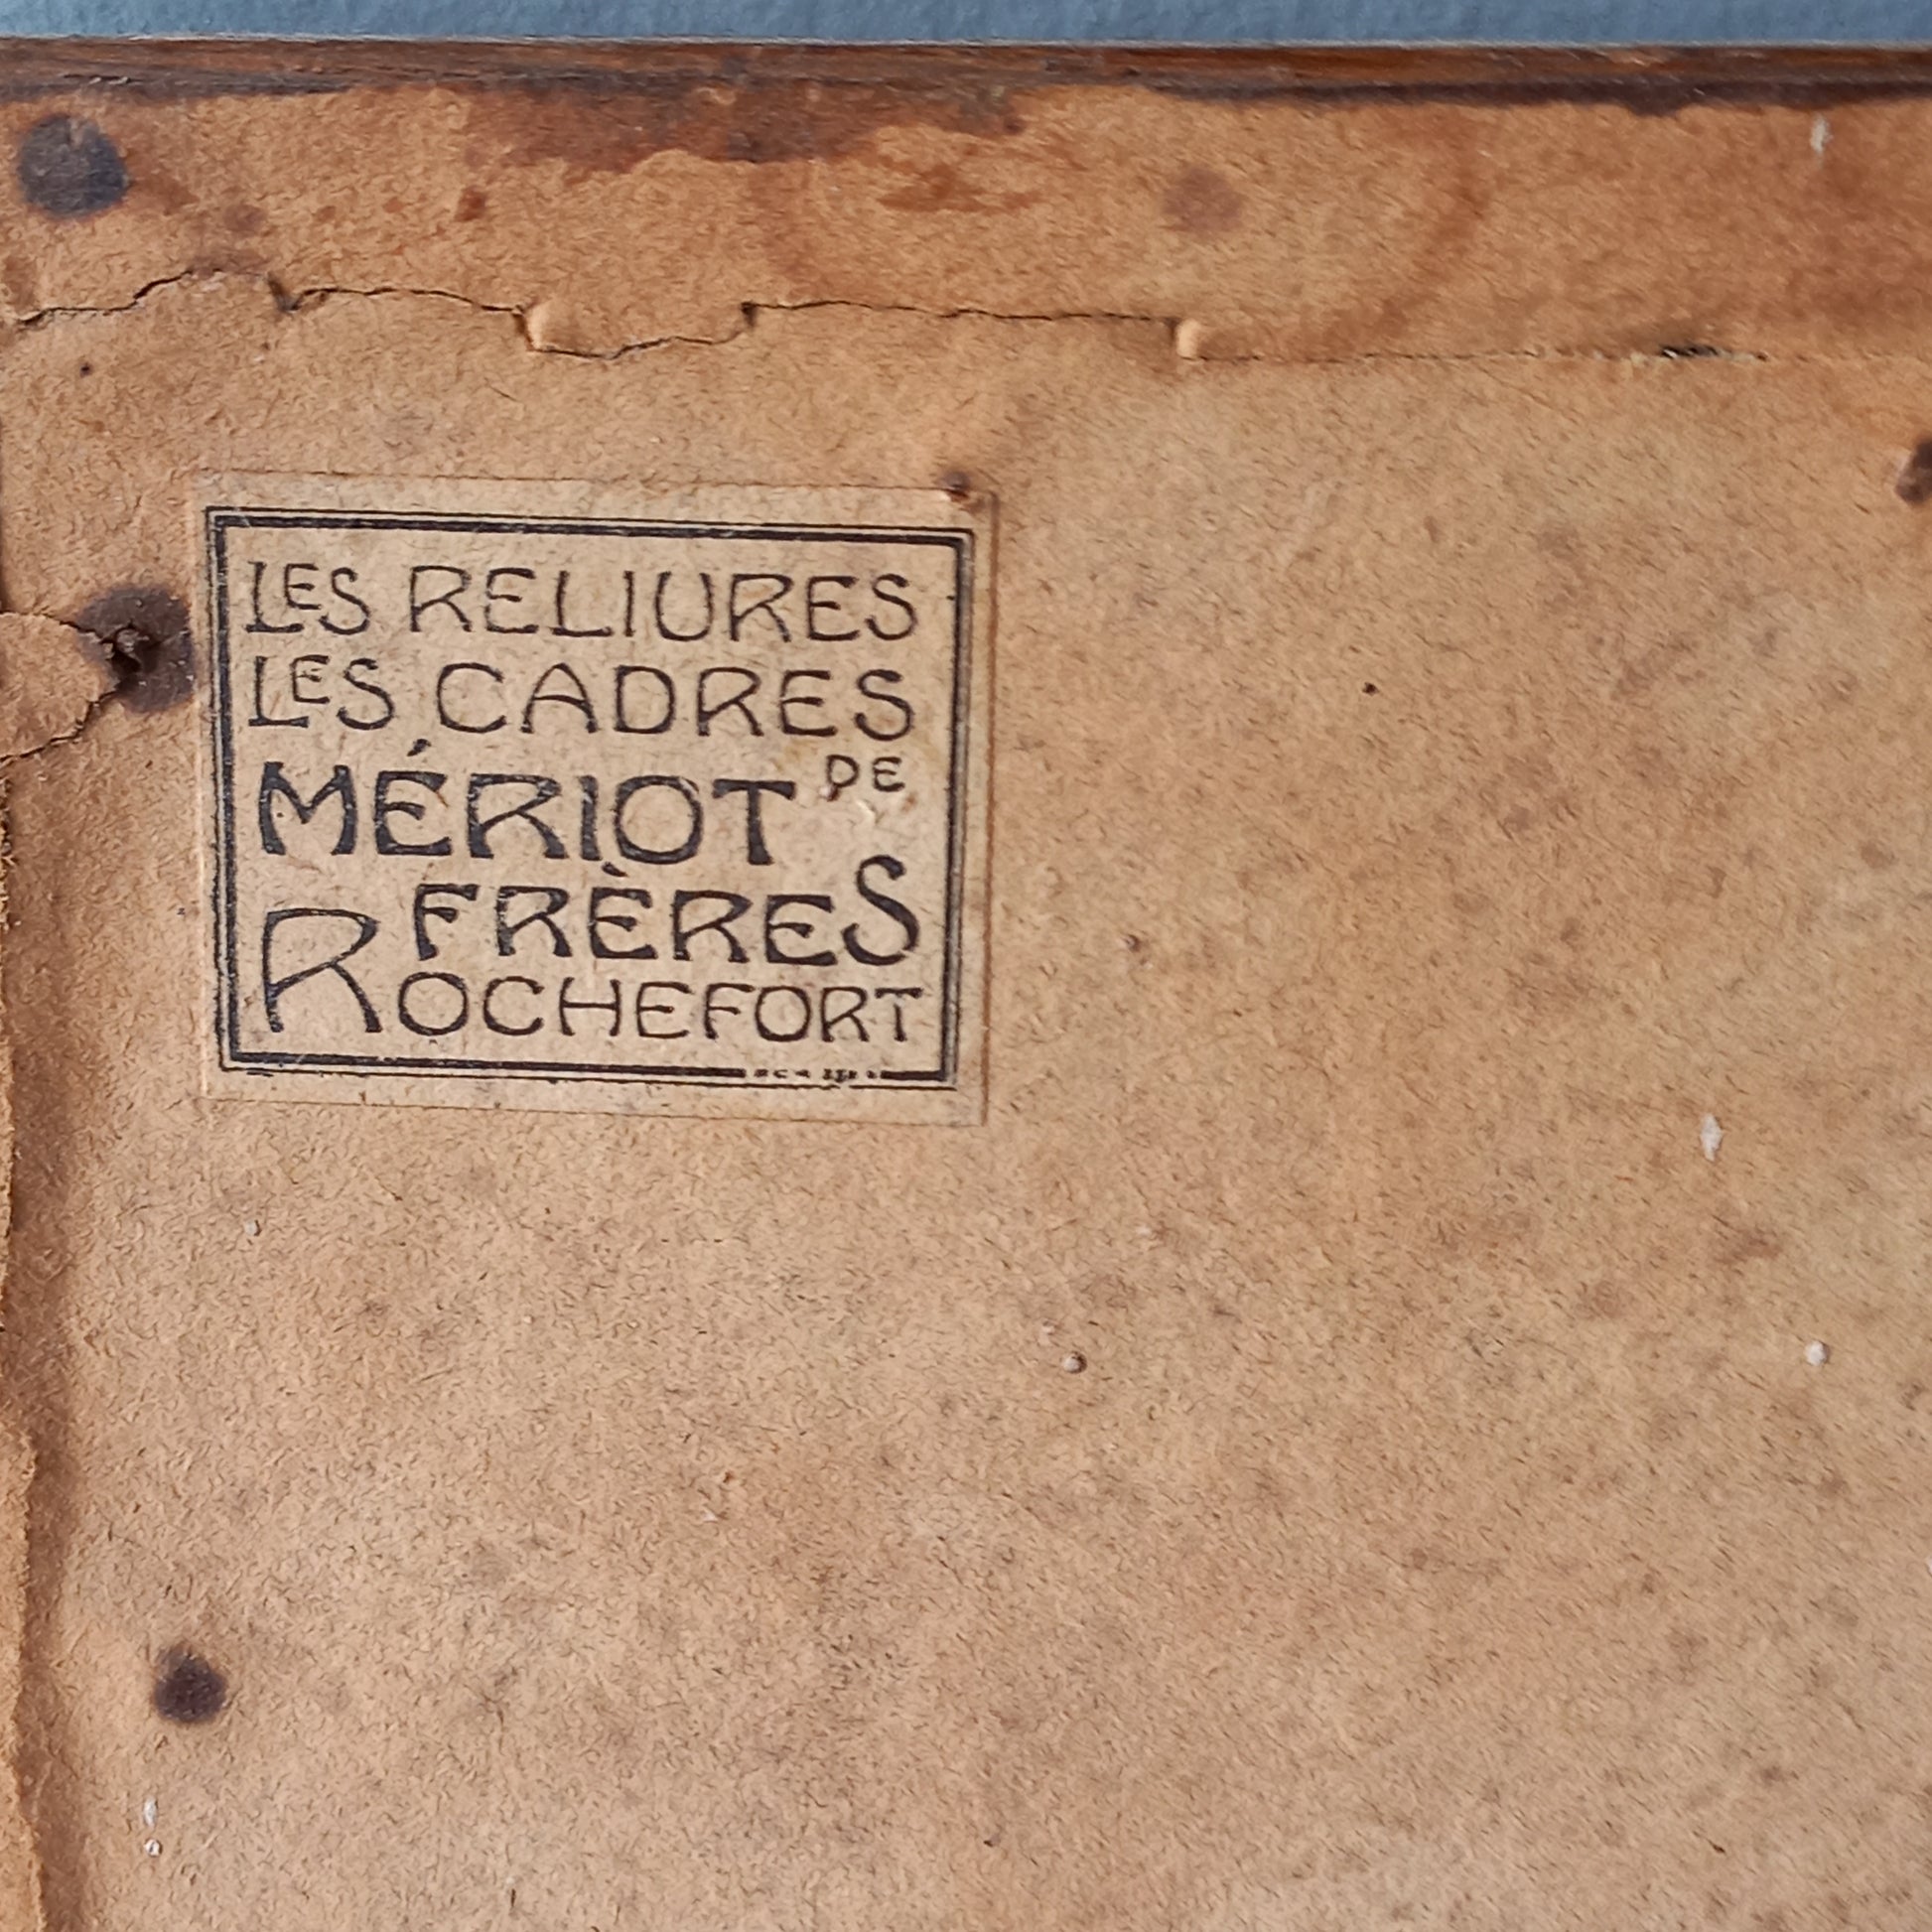 LES RELIURES
LES CADRES
DE
MÉRIOT
FRÈRES
ROCHEFORT